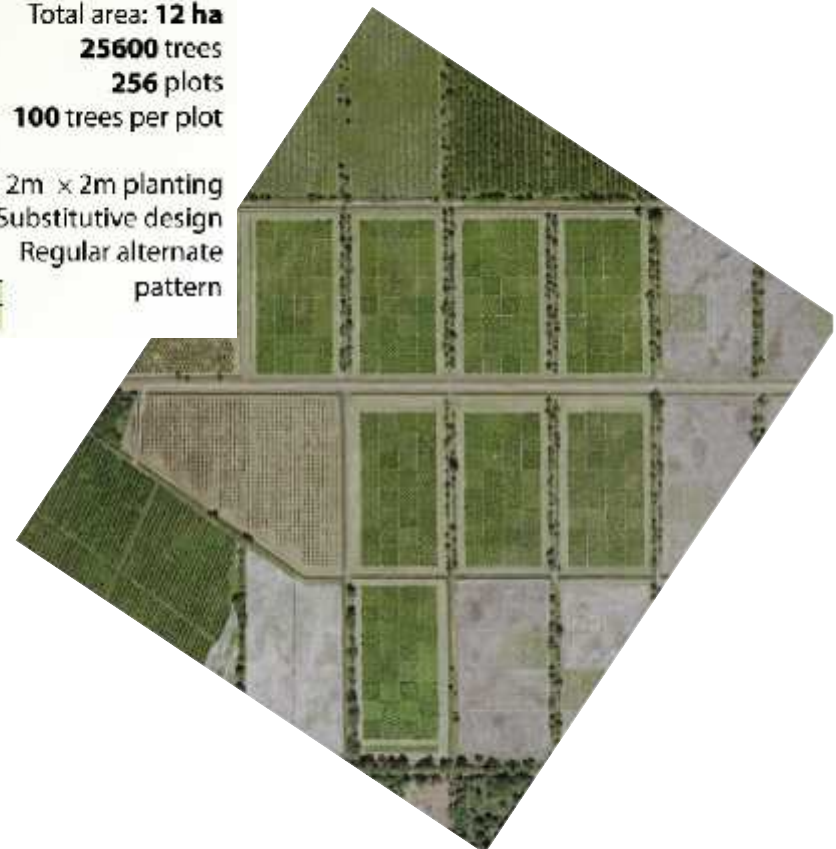 Total area: 12 ha
25600 trees
256 plots
100 trees per plot
2m × 2m planting
Substitutive design
Regular alternate
pattern